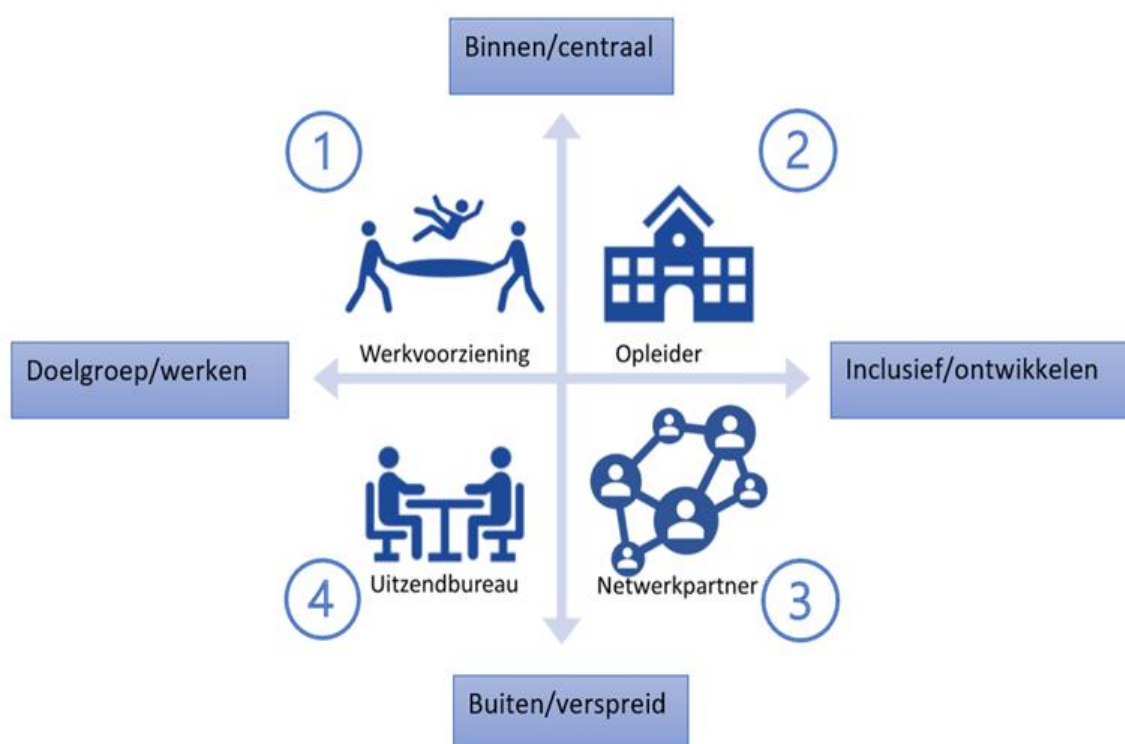 Binnen/centraal
1
2
Werkvoorziening
Opleider
Doelgroep/werken
Inclusief/ontwikkelen
Uitzendbureau
Netwerkpartner
4
3
Buiten/verspreid